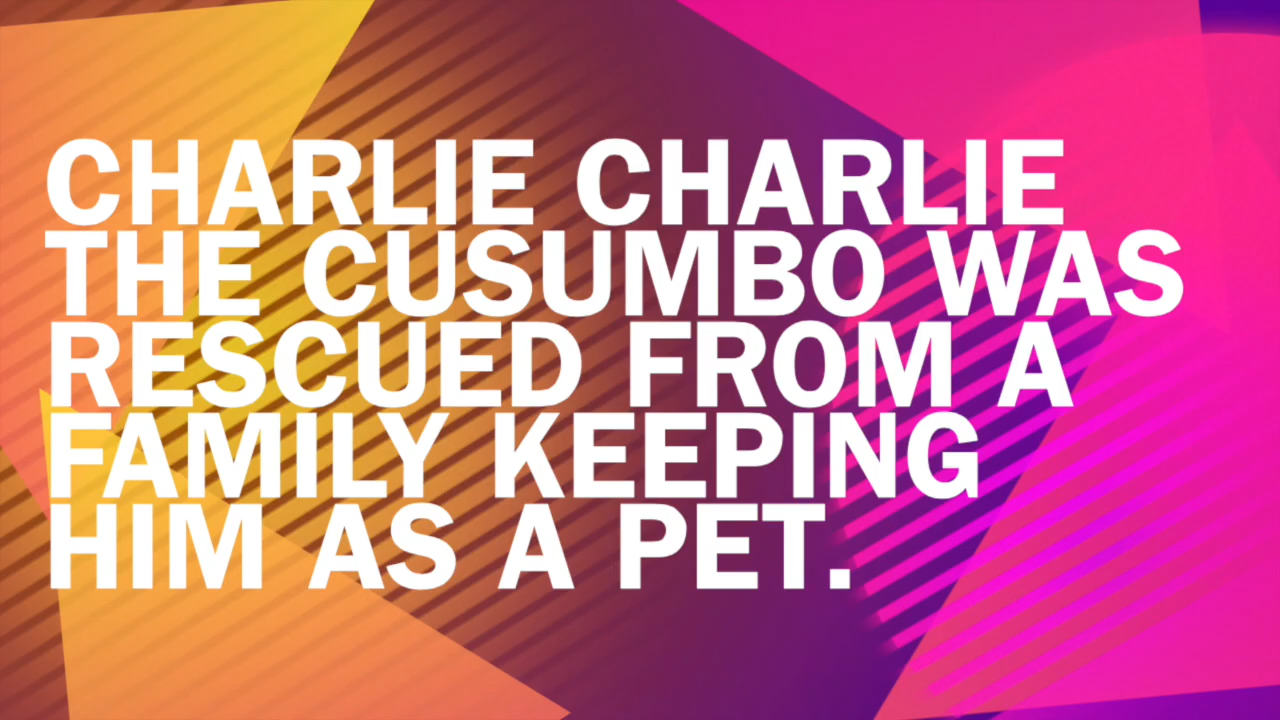 CHARLIE CHARLIE
THE CUSUMBO WAS
RESCUED FROM A
FAMILY KEEPING
HIM AS A PET.